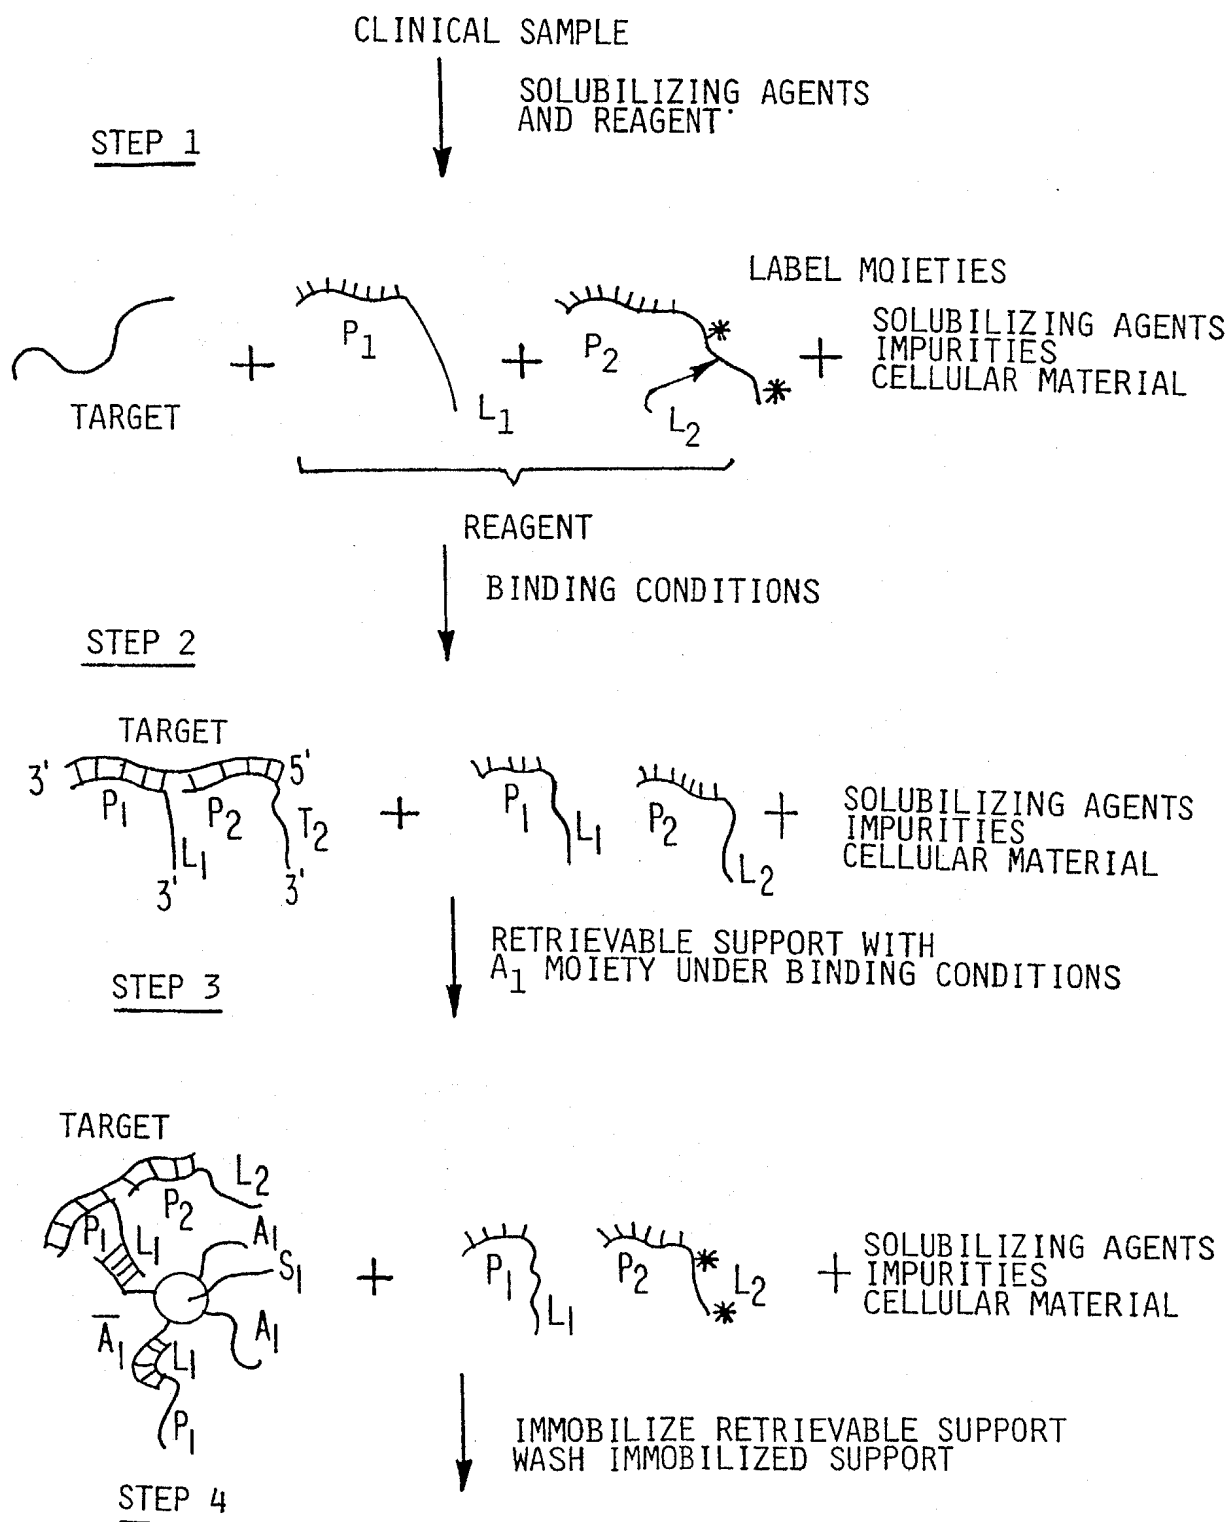 CLINICAL SAMPLE
SOLUBILIZING AGENTS
AND REAGENT
STEP 1
LABEL MOIETIES
SOLUBILIZING AGENTS
IMPURITIES
CELLULAR MATERIAL
P1
P2
*
+
+
+
*
TARGET
L1
L2
REAGENT
BINDING CONDITIONS
STEP 2
TARGET
3'
5'
P1
P2
T2
L1
3'
3'
+
P1
L1
P2
L2
+
SOLUBILIZING AGENTS
IMPURITIES
CELLULAR MATERIAL
RETRIEVABLE SUPPORT WITH
A1 MOIETY UNDER BINDING CONDITIONS
STEP 3
TARGET
L2
P2
P1
L1
A1
S1
A1
A̅1
L1
P1
+
P1
L1
P2
*
*
L2
+
SOLUBILIZING AGENTS
IMPURITIES
CELLULAR MATERIAL
IMMOBILIZE RETRIEVABLE SUPPORT
WASH IMMOBILIZED SUPPORT
STEP 4